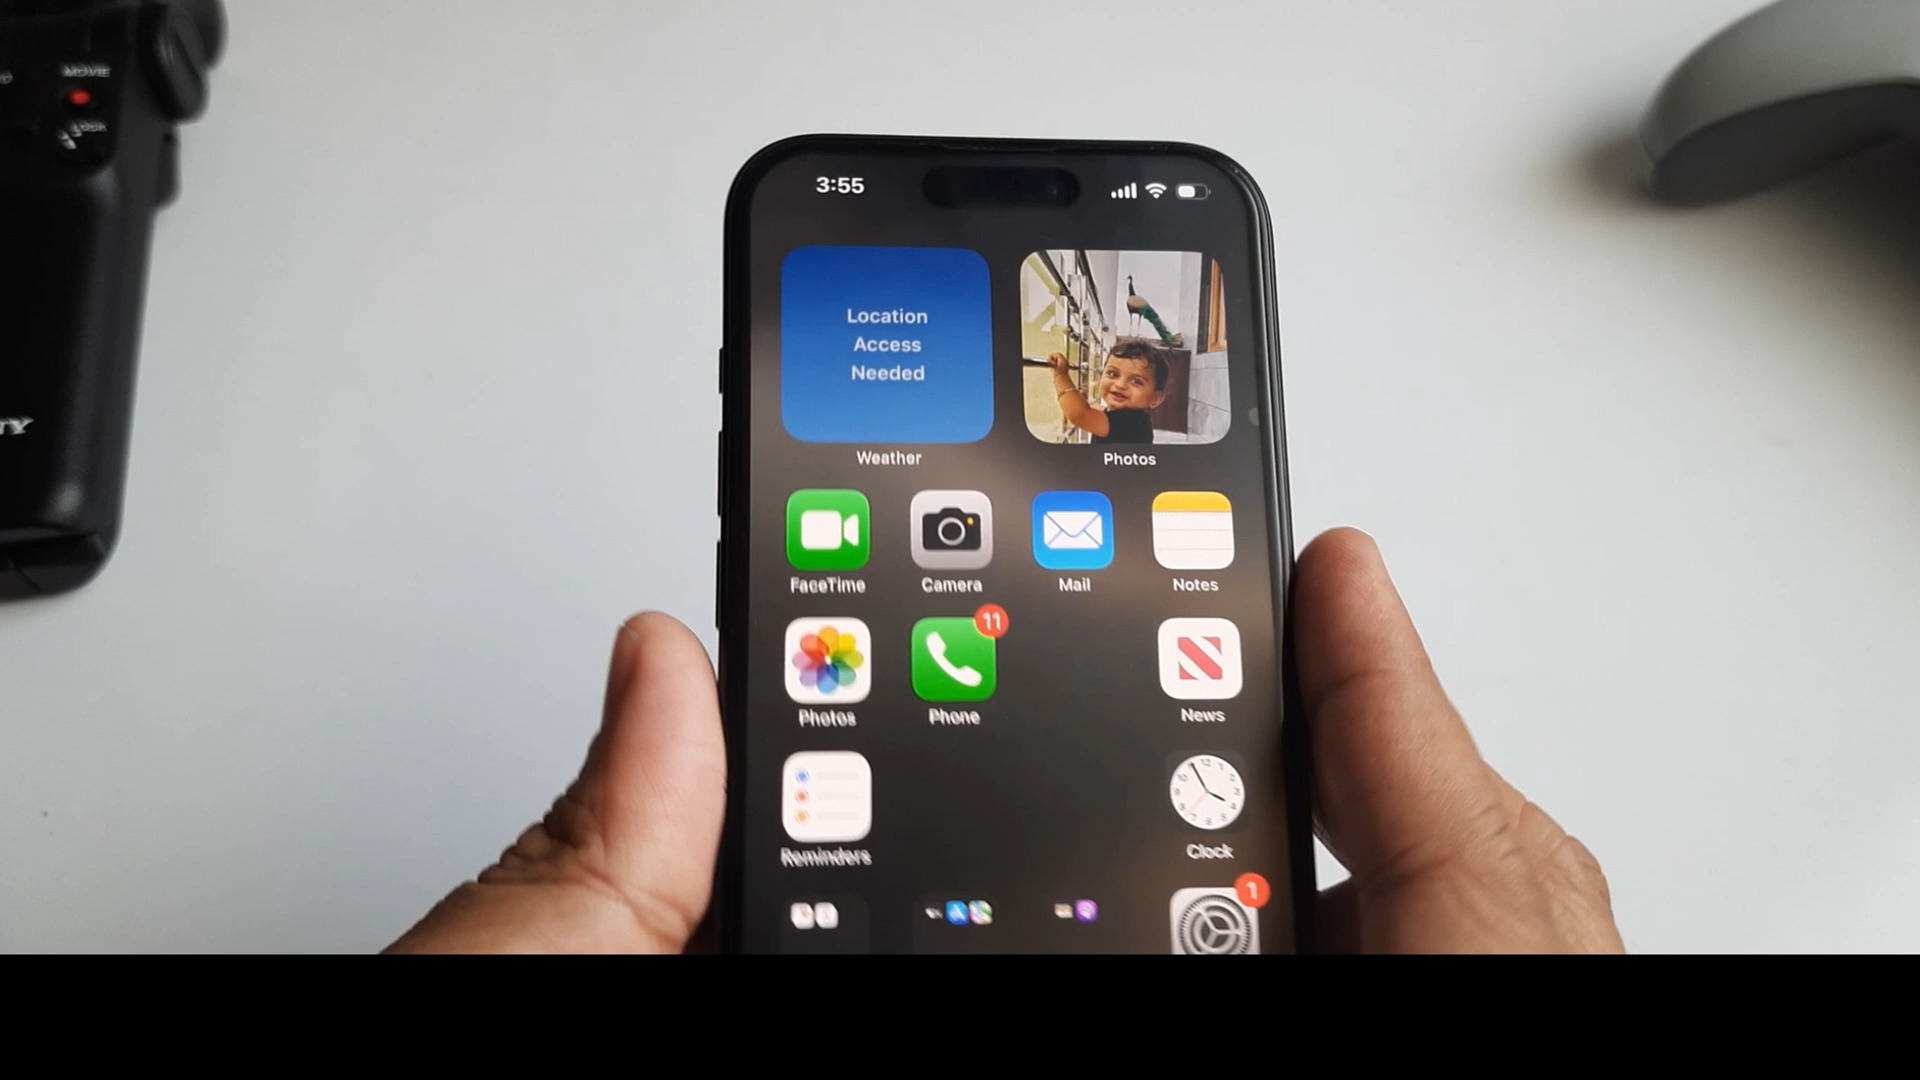 MOVIE
LOCK
3:55
Location
Access
Needed
Weather
Photos
FaceTime
Camera
Mail
Notes
11
Photos
Phone
News
Reminders
Clock
1